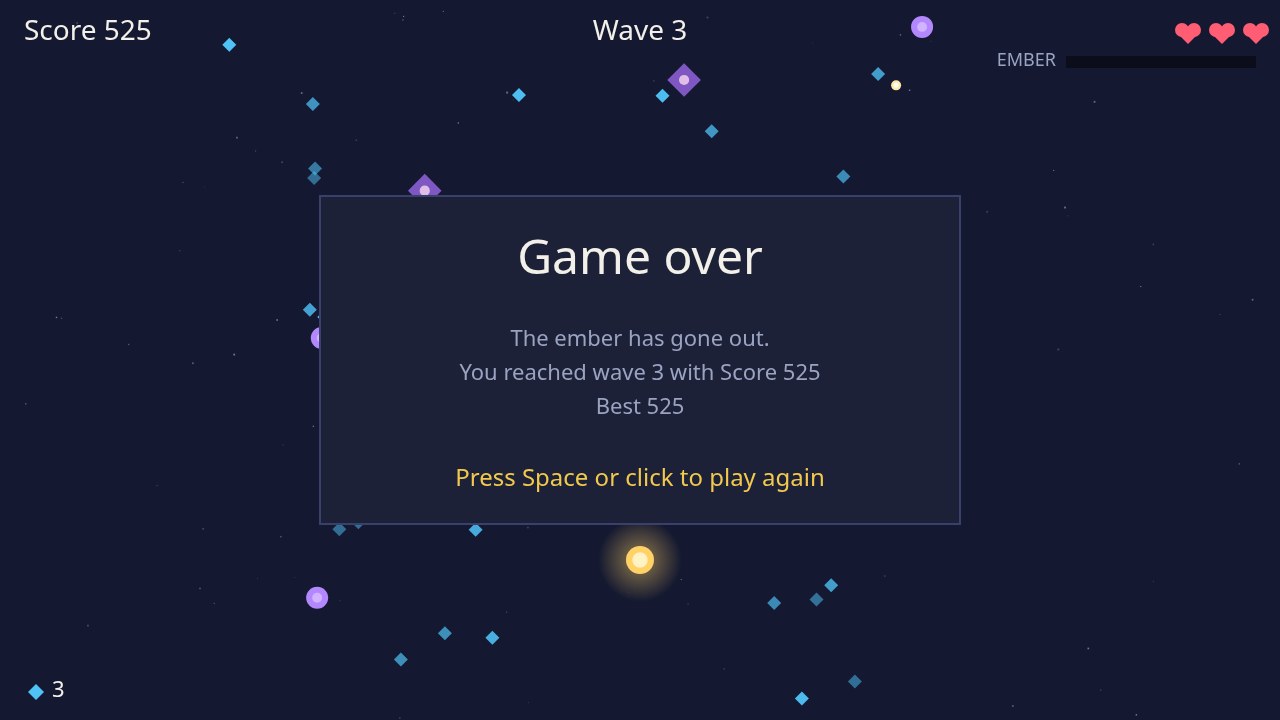 Score 525
Wave 3
EMBER
Game over
The ember has gone out.
You reached wave 3 with Score 525
Best 525
Press Space or click to play again
3